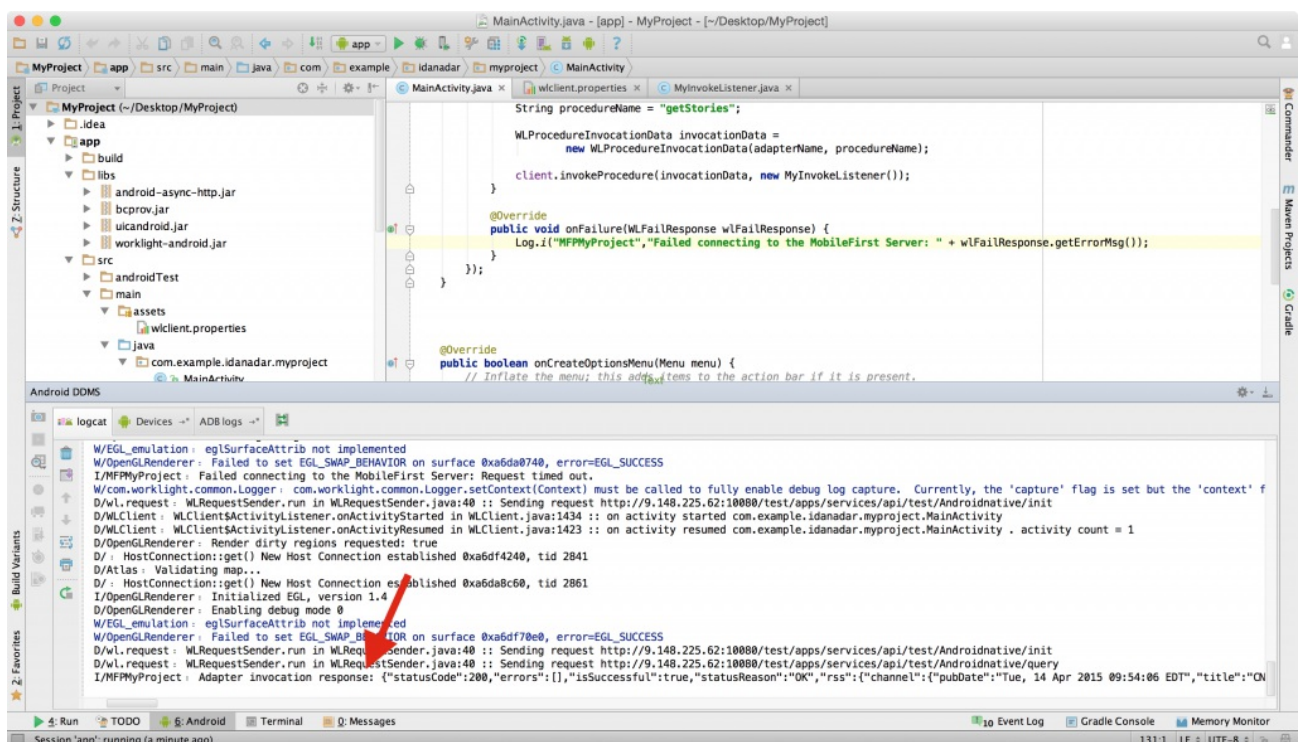 MainActivity.java - [app] - MyProject - [~/Desktop/MyProject]
app
MyProject app src main java com example idanadar myproject MainActivity
Project
MainActivity.java
wlclient.properties
MyInvokeListener.java
1: Project
Z: Structure
MyProject (~/Desktop/MyProject)
.idea
app
build
libs
android-async-http.jar
bcprov.jar
uicandroid.jar
worklight-android.jar
src
androidTest
main
assets
wlclient.properties
java
com.example.idanadar.myproject
MainActivity
String procedureName = "getStories";
WLProcedureInvocationData invocationData =
new WLProcedureInvocationData(adapterName, procedureName);
client.invokeProcedure(invocationData, new MyInvokeListener());
}
@Override
public void onFailure(WLFailResponse wlFailResponse) {
Log.i("MFPMyProject","Failed connecting to the MobileFirst Server: " + wlFailResponse.getErrorMsg());
}
});
}
@Override
public boolean onCreateOptionsMenu(Menu menu) {
// Inflate the menu; this adds items to the action bar if it is present.
Text
Commander
Maven Projects
Gradle
Android DDMS
logcat
Devices
ADB logs
W/EGL_emulation: eglSurfaceAttrib not implemented
W/OpenGLRenderer: Failed to set EGL_SWAP_BEHAVIOR on surface 0xa6da0740, error=EGL_SUCCESS
I/MFPMyProject: Failed connecting to the MobileFirst Server: Request timed out.
W/com.worklight.common.Logger: com.worklight.common.Logger.setContext(Context) must be called to fully enable debug log capture. Currently, the 'capture' flag is set but the 'context' f
D/wl.request: WLRequestSender.run in WLRequestSender.java:40 :: Sending request http://9.148.225.62:10080/test/apps/services/api/test/Androidnative/init
D/WLClient: WLClient$ActivityListener.onActivityStarted in WLClient.java:1434 :: on activity started com.example.idanadar.myproject.MainActivity
D/WLClient: WLClient$ActivityListener.onActivityResumed in WLClient.java:1423 :: on activity resumed com.example.idanadar.myproject.MainActivity . activity count = 1
D/OpenGLRenderer: Render dirty regions requested: true
D/: HostConnection::get() New Host Connection established 0xa6df4240, tid 2841
D/Atlas: Validating map...
D/: HostConnection::get() New Host Connection established 0xa6da8c60, tid 2861
I/OpenGLRenderer: Initialized EGL, version 1.4
D/OpenGLRenderer: Enabling debug mode 0
W/EGL_emulation: eglSurfaceAttrib not implemented
W/OpenGLRenderer: Failed to set EGL_SWAP_BEHAVIOR on surface 0xa6df70e0, error=EGL_SUCCESS
D/wl.request: WLRequestSender.run in WLRequestSender.java:40 :: Sending request http://9.148.225.62:10080/test/apps/services/api/test/Androidnative/init
D/wl.request: WLRequestSender.run in WLRequestSender.java:40 :: Sending request http://9.148.225.62:10080/test/apps/services/api/test/Androidnative/query
I/MFPMyProject: Adapter invocation response: {"statusCode":200,"errors":[],"isSuccessful":true,"statusReason":"OK","rss":{"channel":{"pubDate":"Tue, 14 Apr 2015 09:54:06 EDT","title":"CN
Build Variants
2: Favorites
4: Run
TODO
6: Android
Terminal
0: Messages
10 Event Log
Gradle Console
Memory Monitor
Session 'app': running (a minute ago)
131:1 LF UTF-8